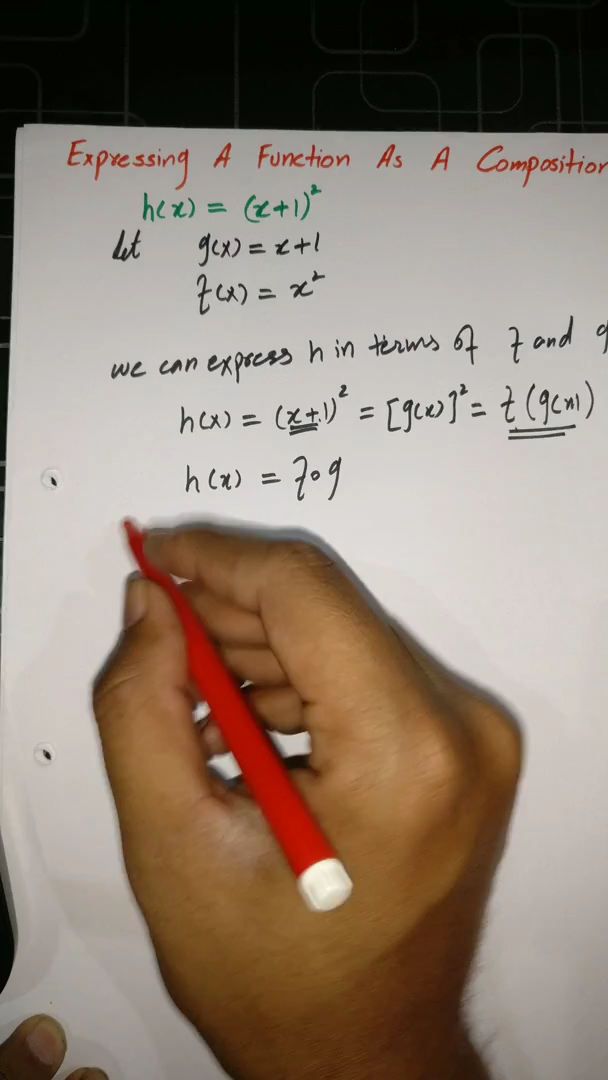 Expressing A Function As A Composition
h(x) = (x+1)²
let g(x) = x+1
f(x) = x²
we can express h in terms of f and g
h(x) = (x+1)² = [g(x)]² = f(g(x))
h(x) = f∘g